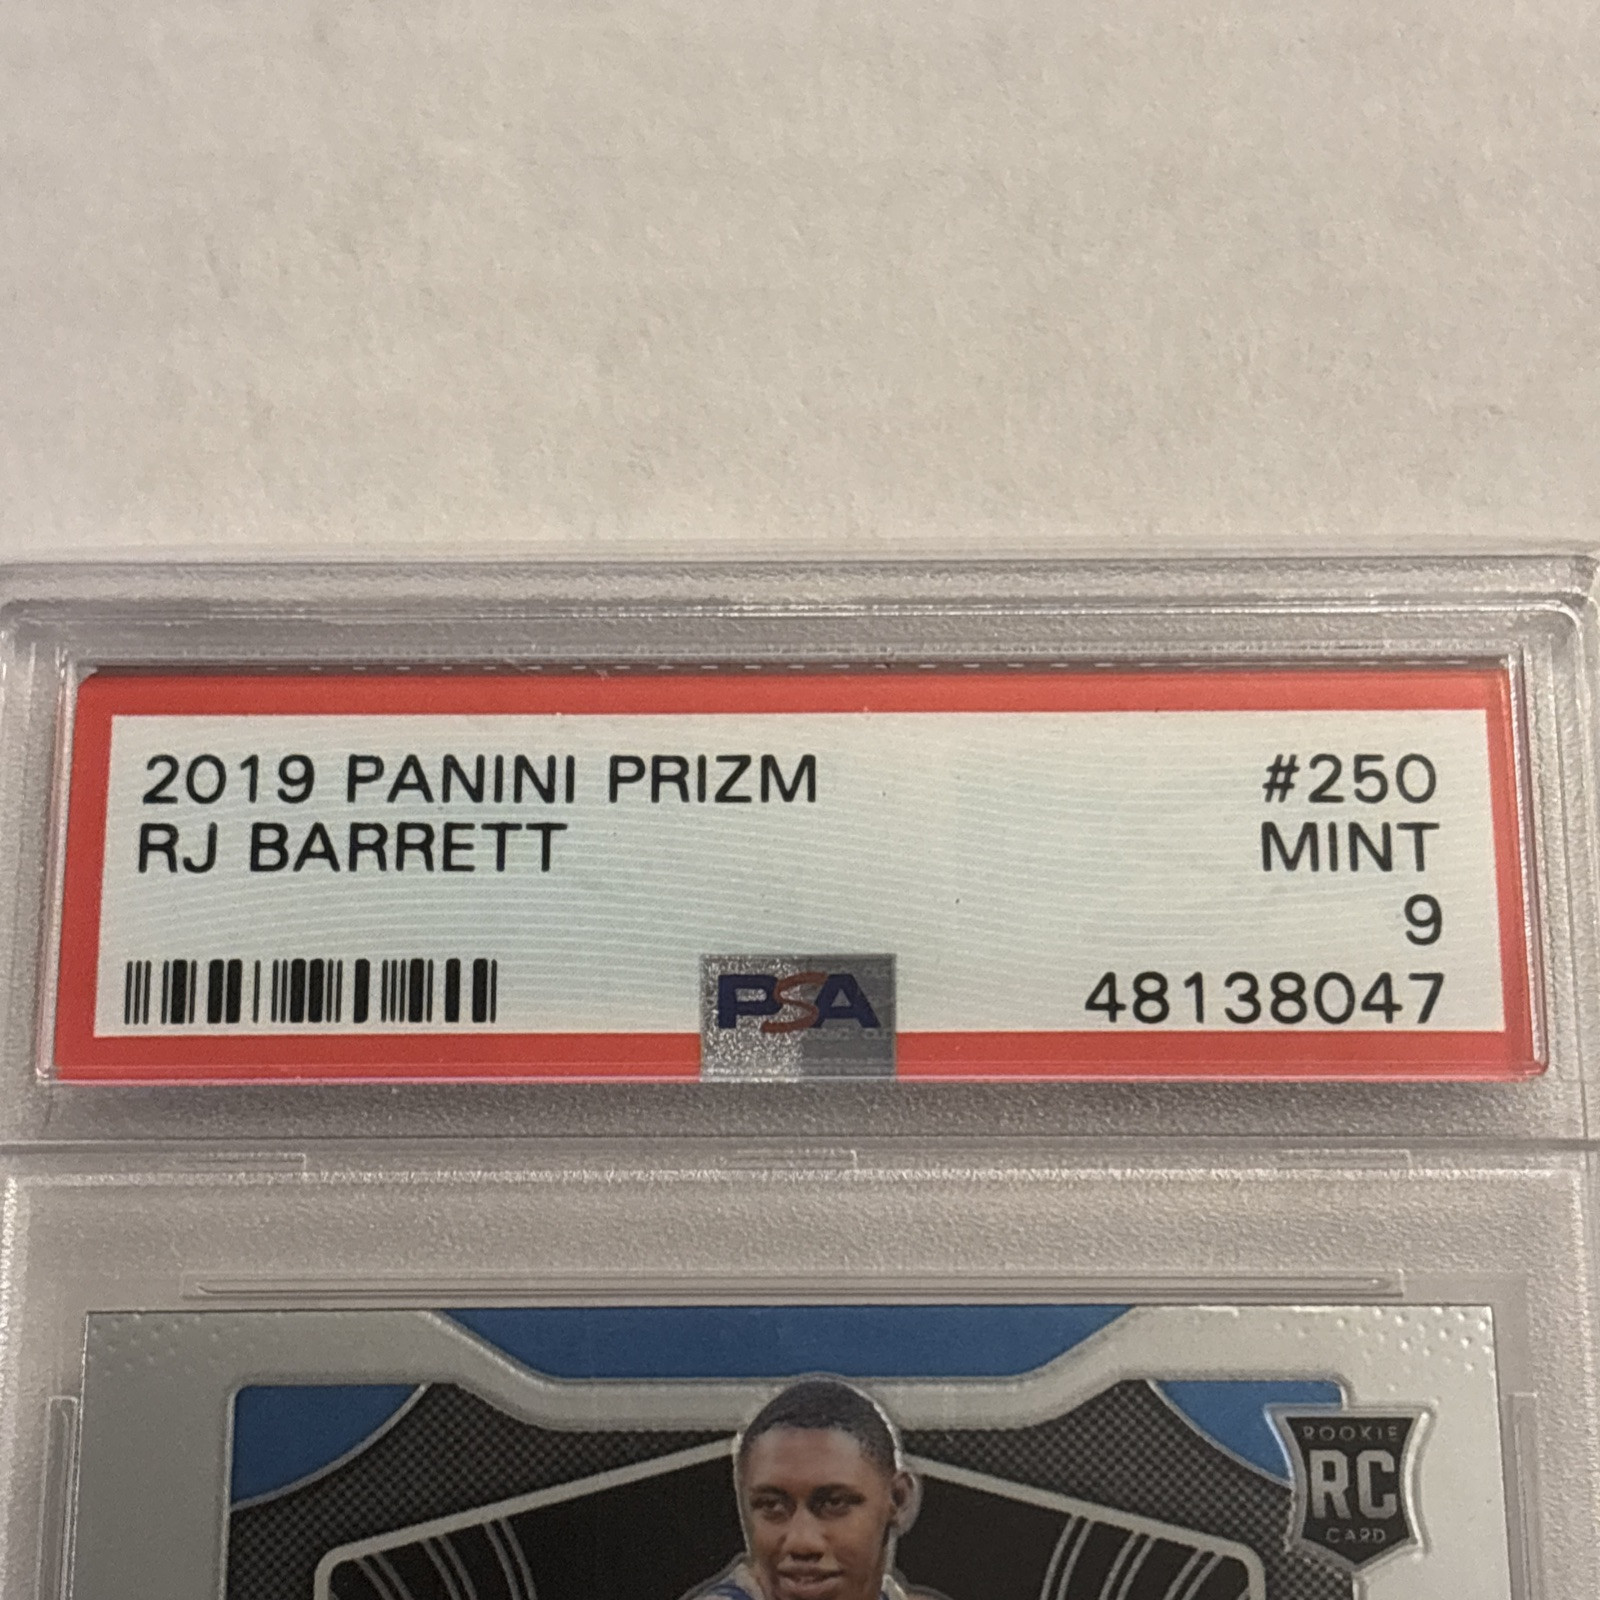 2019 PANINI PRIZM #250
RJ BARRETT MINT
9
PSA 48138047
ROOKIE
RC
CARD